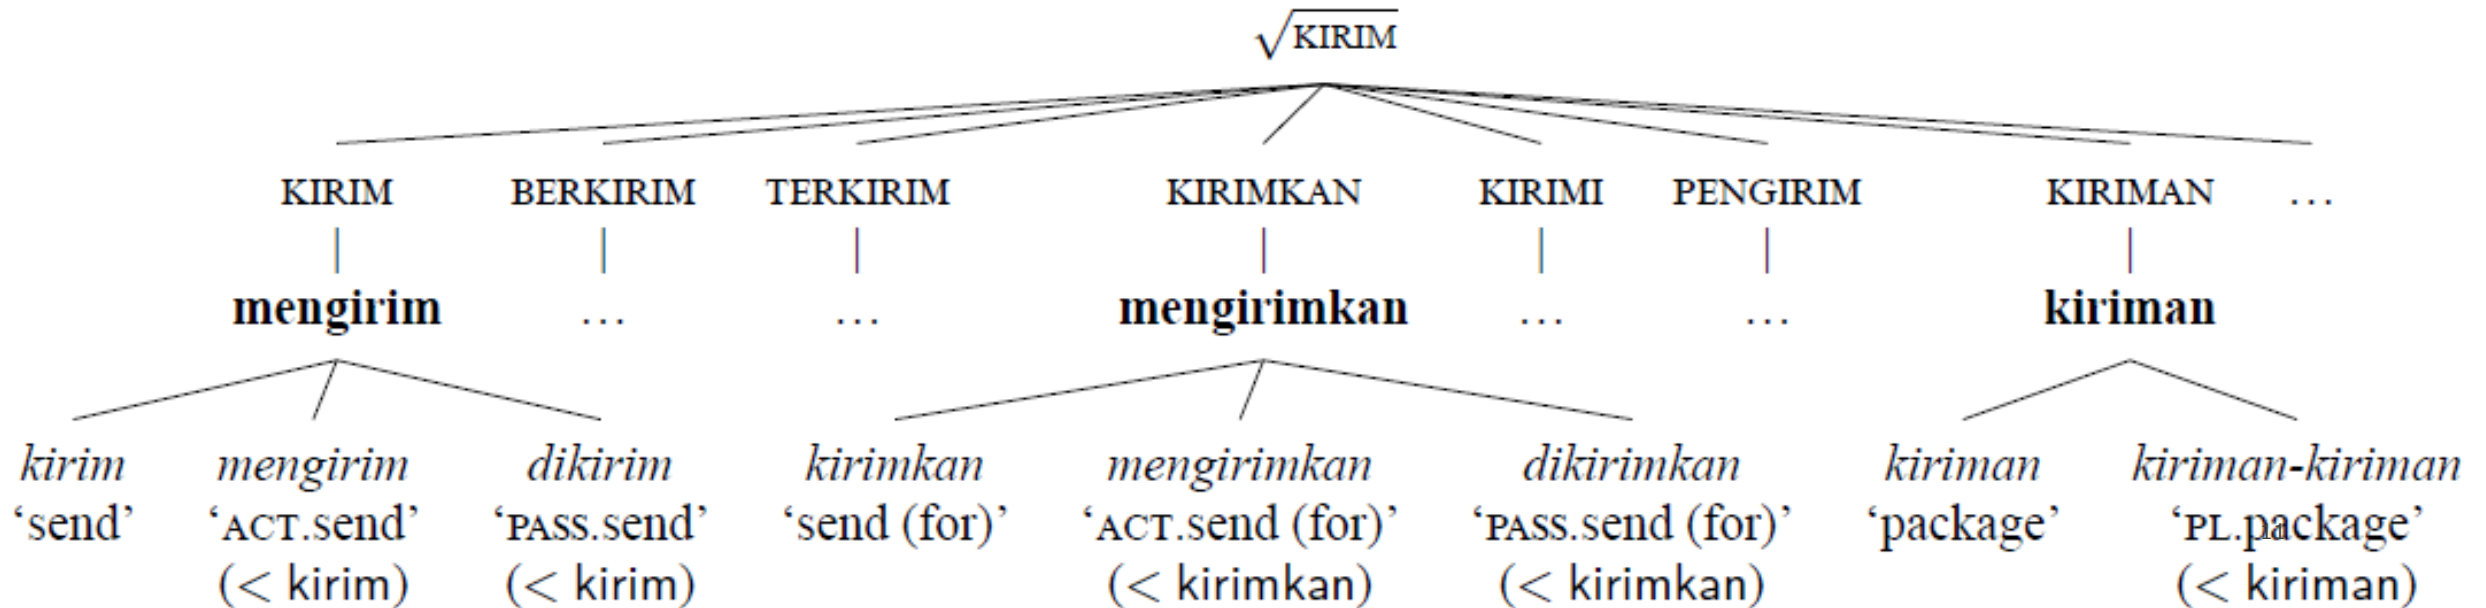 √KIRIM
KIRIM BERKIRIM TERKIRIM KIRIMKAN KIRIMI PENGIRIM KIRIMAN …
mengirim … … mengirimkan … … kiriman
kirim mengirim dikirim kirimkan mengirimkan dikirimkan kiriman kiriman-kiriman
‘send’ ‘ACT.send’ ‘PASS.send’ ‘send (for)’ ‘ACT.send (for)’ ‘PASS.send (for)’ ‘package’ ‘PL.package’
(< kirim) (< kirim) (< kirimkan) (< kirimkan) (< kiriman)